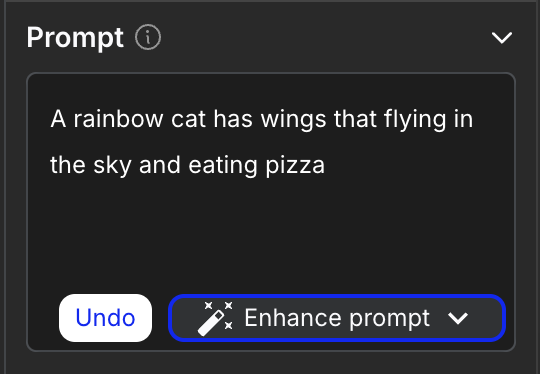 Prompt
A rainbow cat has wings that flying in
the sky and eating pizza
Undo
Enhance prompt